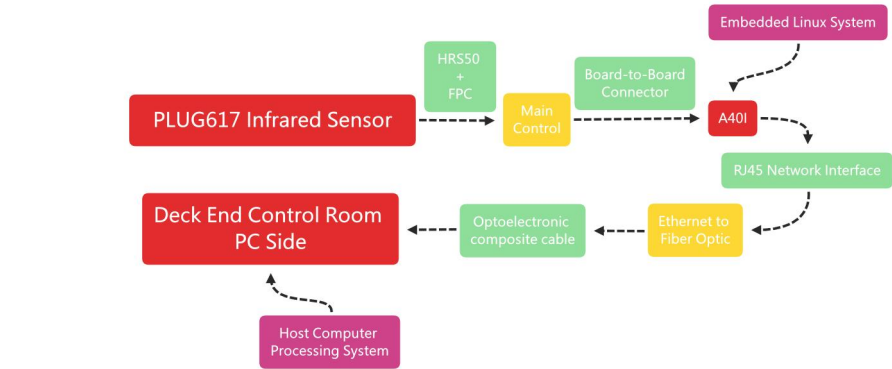 Embedded Linux System
HRS50
+
FPC
Board-to-Board
Connector
PLUG617 Infrared Sensor
Main
Control
A40I
RJ45 Network Interface
Deck End Control Room
PC Side
Optoelectronic
composite cable
Ethernet to
Fiber Optic
Host Computer
Processing System